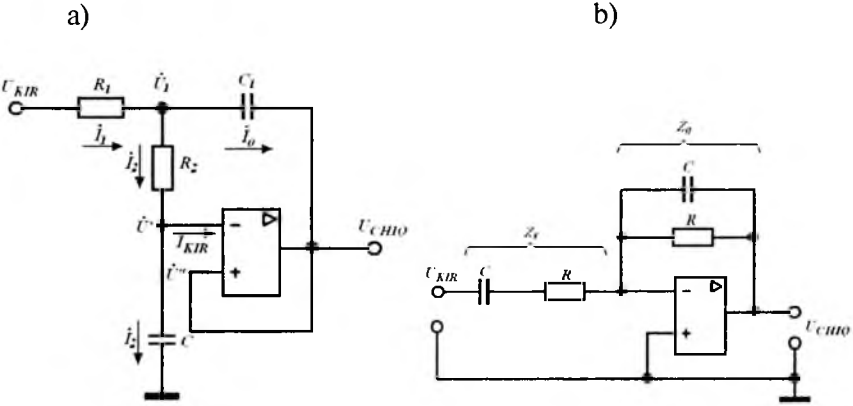 a)
b)
U_KIR
R_1
U̇_1
C_1
İ_1
İ_0
İ_2
R_2
U̇'
I_KIR
U̇"
-
+
U_CHIQ
İ_2
C
Z_0
C
R
Z_1
U_KIR
C
R
-
+
U_CHIQ